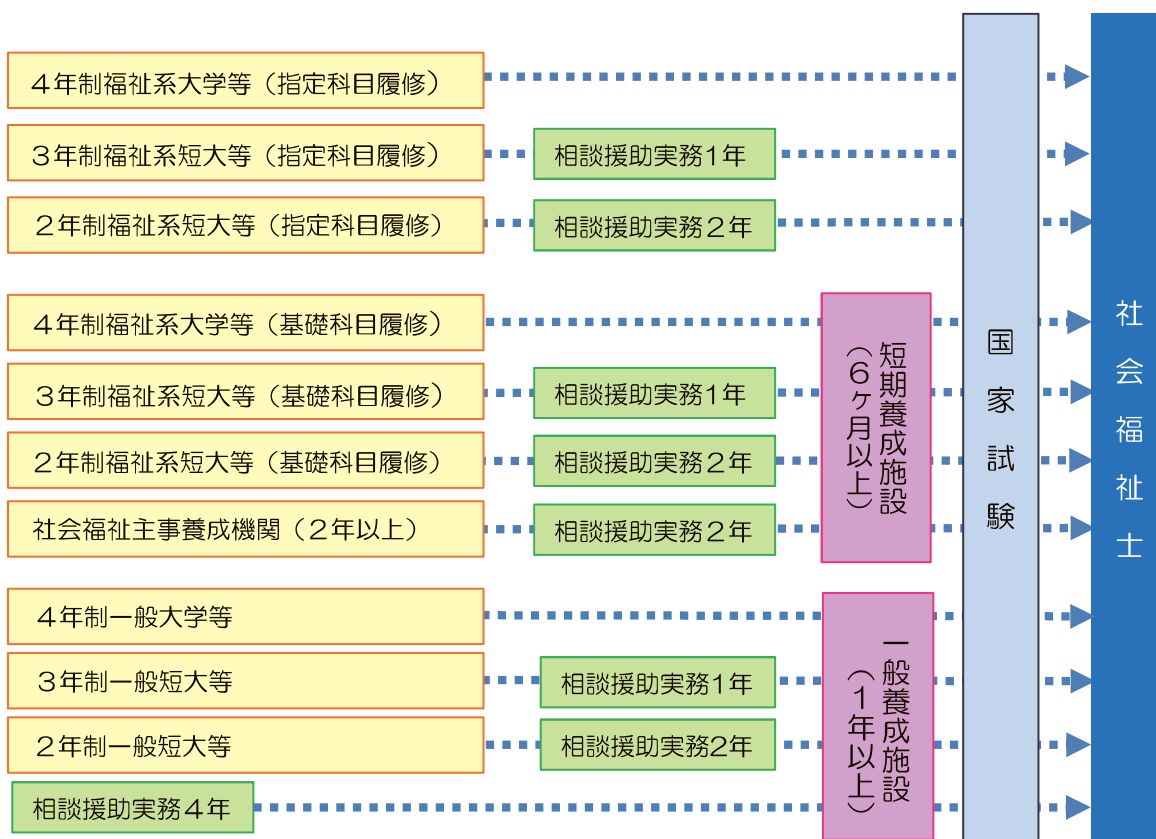 4年制福祉系大学等（指定科目履修）
3年制福祉系短大等（指定科目履修）
相談援助実務1年
2年制福祉系短大等（指定科目履修）
相談援助実務2年
4年制福祉系大学等（基礎科目履修）
3年制福祉系短大等（基礎科目履修）
相談援助実務1年
2年制福祉系短大等（基礎科目履修）
相談援助実務2年
社会福祉主事養成機関（2年以上）
相談援助実務2年
短期養成施設
（6ヶ月以上）
4年制一般大学等
3年制一般短大等
相談援助実務1年
2年制一般短大等
相談援助実務2年
相談援助実務4年
一般養成施設
（1年以上）
国家試験
社会福祉士